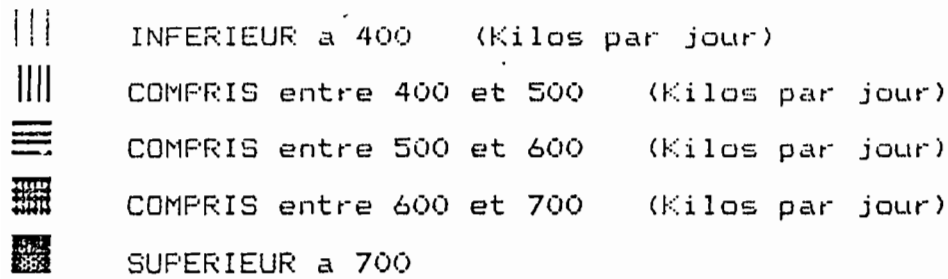 INFERIEUR a 400 (Kilos par jour)
COMPRIS entre 400 et 500 (Kilos par jour)
COMPRIS entre 500 et 600 (Kilos par jour)
COMPRIS entre 600 et 700 (Kilos par jour)
SUPERIEUR a 700